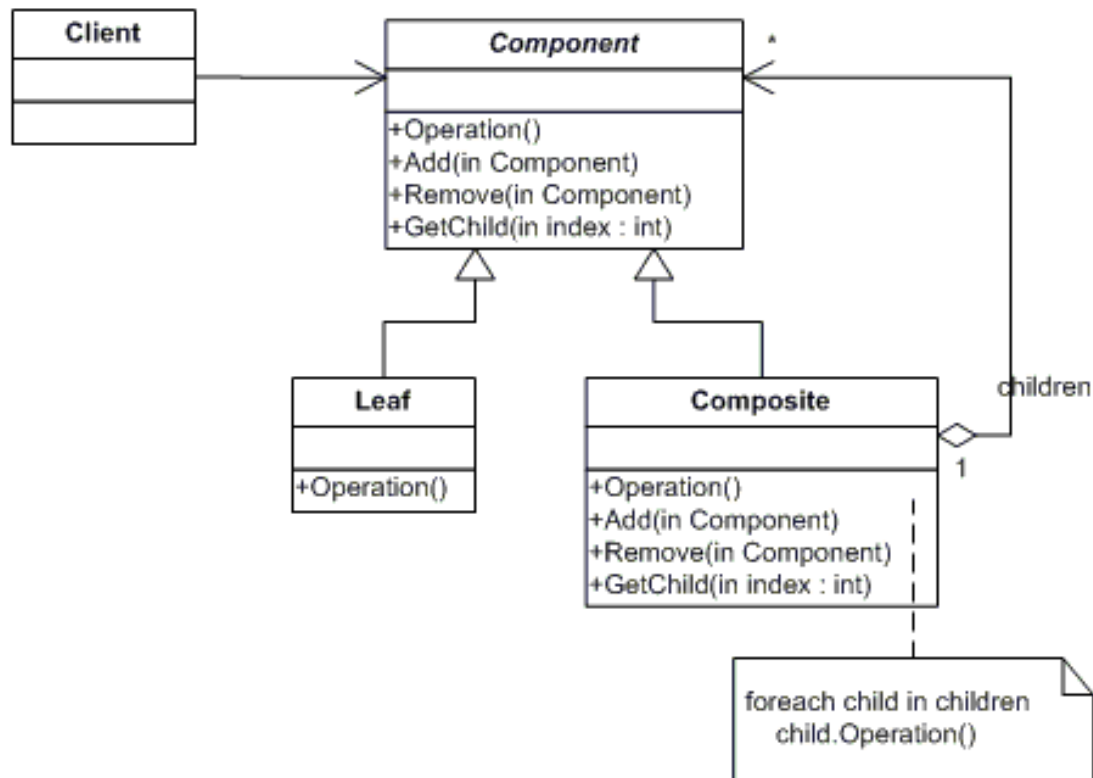 Client
Component
*
+Operation()
+Add(in Component)
+Remove(in Component)
+GetChild(in index : int)
children
Leaf
+Operation()
Composite
1
+Operation()
+Add(in Component)
+Remove(in Component)
+GetChild(in index : int)
foreach child in children
child.Operation()